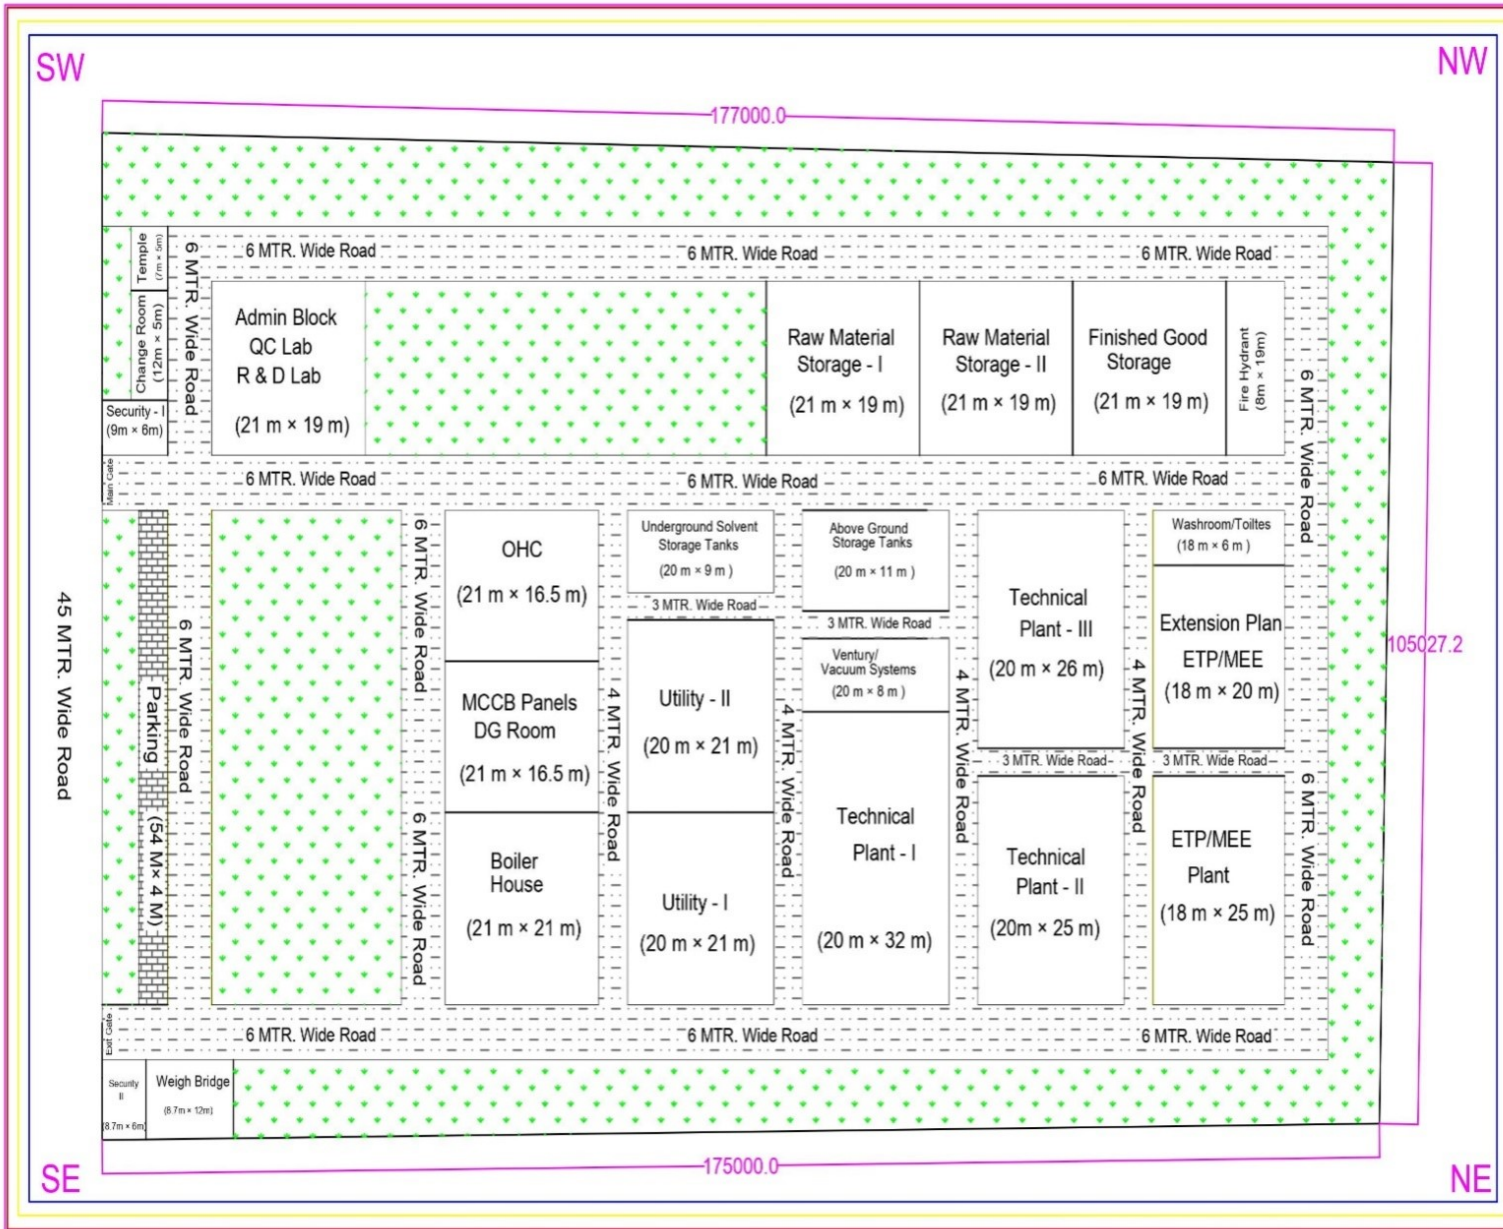 SW
NW
177000.0
6 MTR. Wide Road
6 MTR. Wide Road
6 MTR. Wide Road
Temple
(7m × 5m)
Change Room
(12m × 5m)
Security - I
(9m × 6m)
6 MTR. Wide Road
Admin Block
QC Lab
R & D Lab
(21 m × 19 m)
Raw Material
Storage - I
(21 m × 19 m)
Raw Material
Storage - II
(21 m × 19 m)
Finished Good
Storage
(21 m × 19 m)
Fire Hydrant
(8m × 19m)
6 MTR. Wide Road
Main Gate
6 MTR. Wide Road
6 MTR. Wide Road
6 MTR. Wide Road
45 MTR. Wide Road
Parking
(54 M× 4 M)
6 MTR. Wide Road
6 MTR. Wide Road
6 MTR. Wide Road
OHC
(21 m × 16.5 m)
MCCB Panels
DG Room
(21 m × 16.5 m)
Boiler
House
(21 m × 21 m)
4 MTR. Wide Road
Underground Solvent
Storage Tanks
(20 m × 9 m )
3 MTR. Wide Road
Utility - II
(20 m × 21 m)
Utility - I
(20 m × 21 m)
4 MTR. Wide Road
Above Ground
Storage Tanks
(20 m × 11 m )
3 MTR. Wide Road
Ventury/
Vacuum Systems
(20 m × 8 m )
Technical
Plant - I
(20 m × 32 m)
4 MTR. Wide Road
Technical
Plant - III
(20 m × 26 m)
3 MTR. Wide Road
Technical
Plant - II
(20m × 25 m)
4 MTR. Wide Road
Washroom/Toiltes
(18 m × 6 m )
Extension Plan
ETP/MEE
(18 m × 20 m)
3 MTR. Wide Road
ETP/MEE
Plant
(18 m × 25 m)
6 MTR. Wide Road
105027.2
Exit Gate
6 MTR. Wide Road
6 MTR. Wide Road
6 MTR. Wide Road
Security
II
(8.7m × 6m)
Weigh Bridge
(8.7m × 12m)
175000.0
SE
NE